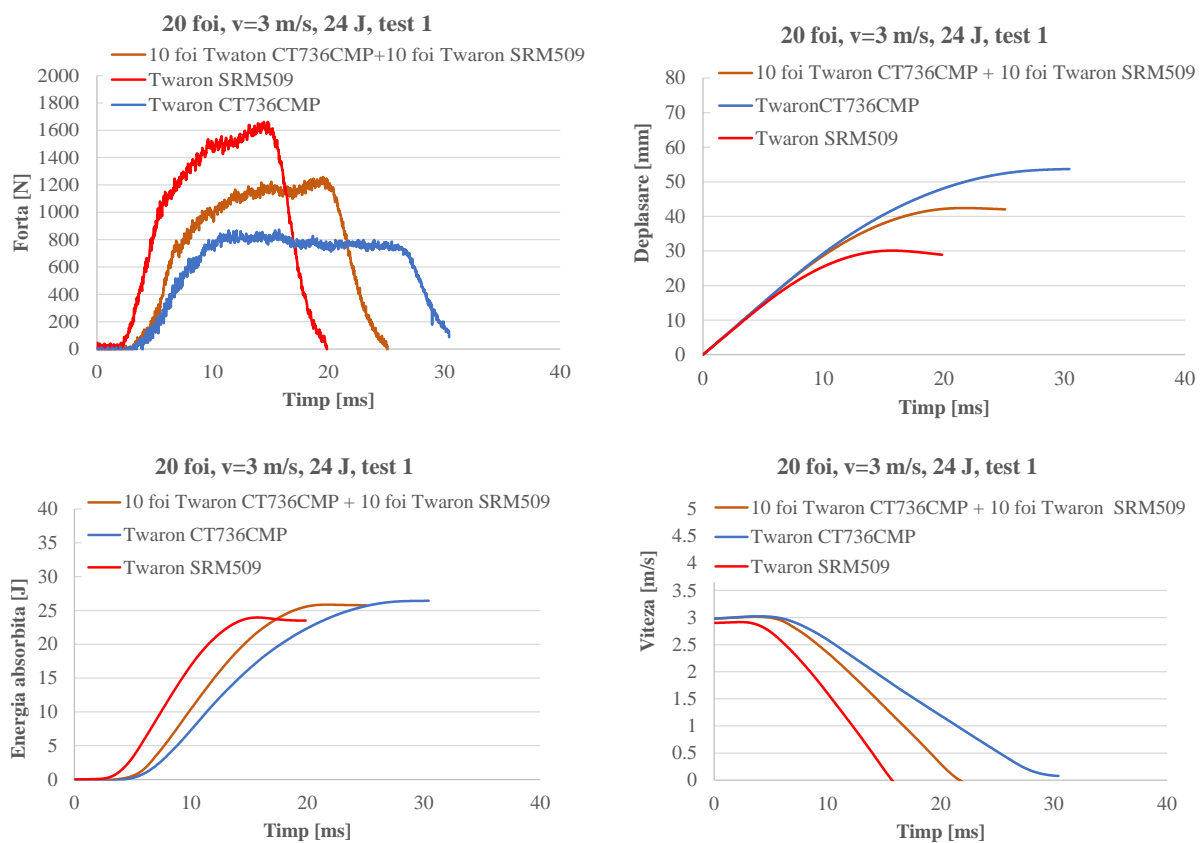 20 foi, v=3 m/s, 24 J, test 1
10 foi Twaton CT736CMP+10 foi Twaron SRM509
Twaron SRM509
Twaron CT736CMP
Forta [N]
2000
1800
1600
1400
1200
1000
800
600
400
200
0
0
10
20
30
40
Timp [ms]
20 foi, v=3 m/s, 24 J, test 1
10 foi Twaron CT736CMP + 10 foi Twaron SRM509
TwaronCT736CMP
Twaron SRM509
Deplasare [mm]
80
70
60
50
40
30
20
10
0
0
10
20
30
40
Timp [ms]
20 foi, v=3 m/s, 24 J, test 1
10 foi Twaron CT736CMP + 10 foi Twaron SRM509
Twaron CT736CMP
Twaron SRM509
Energia absorbita [J]
40
35
30
25
20
15
10
5
0
0
10
20
30
40
Timp [ms]
20 foi, v=3 m/s, 24 J, test 1
10 foi Twaron CT736CMP + 10 foi Twaron SRM509
Twaron CT736CMP
Twaron SRM509
Viteza [m/s]
5
4.5
4
3.5
3
2.5
2
1.5
1
0.5
0
0
10
20
30
40
Timp [ms]